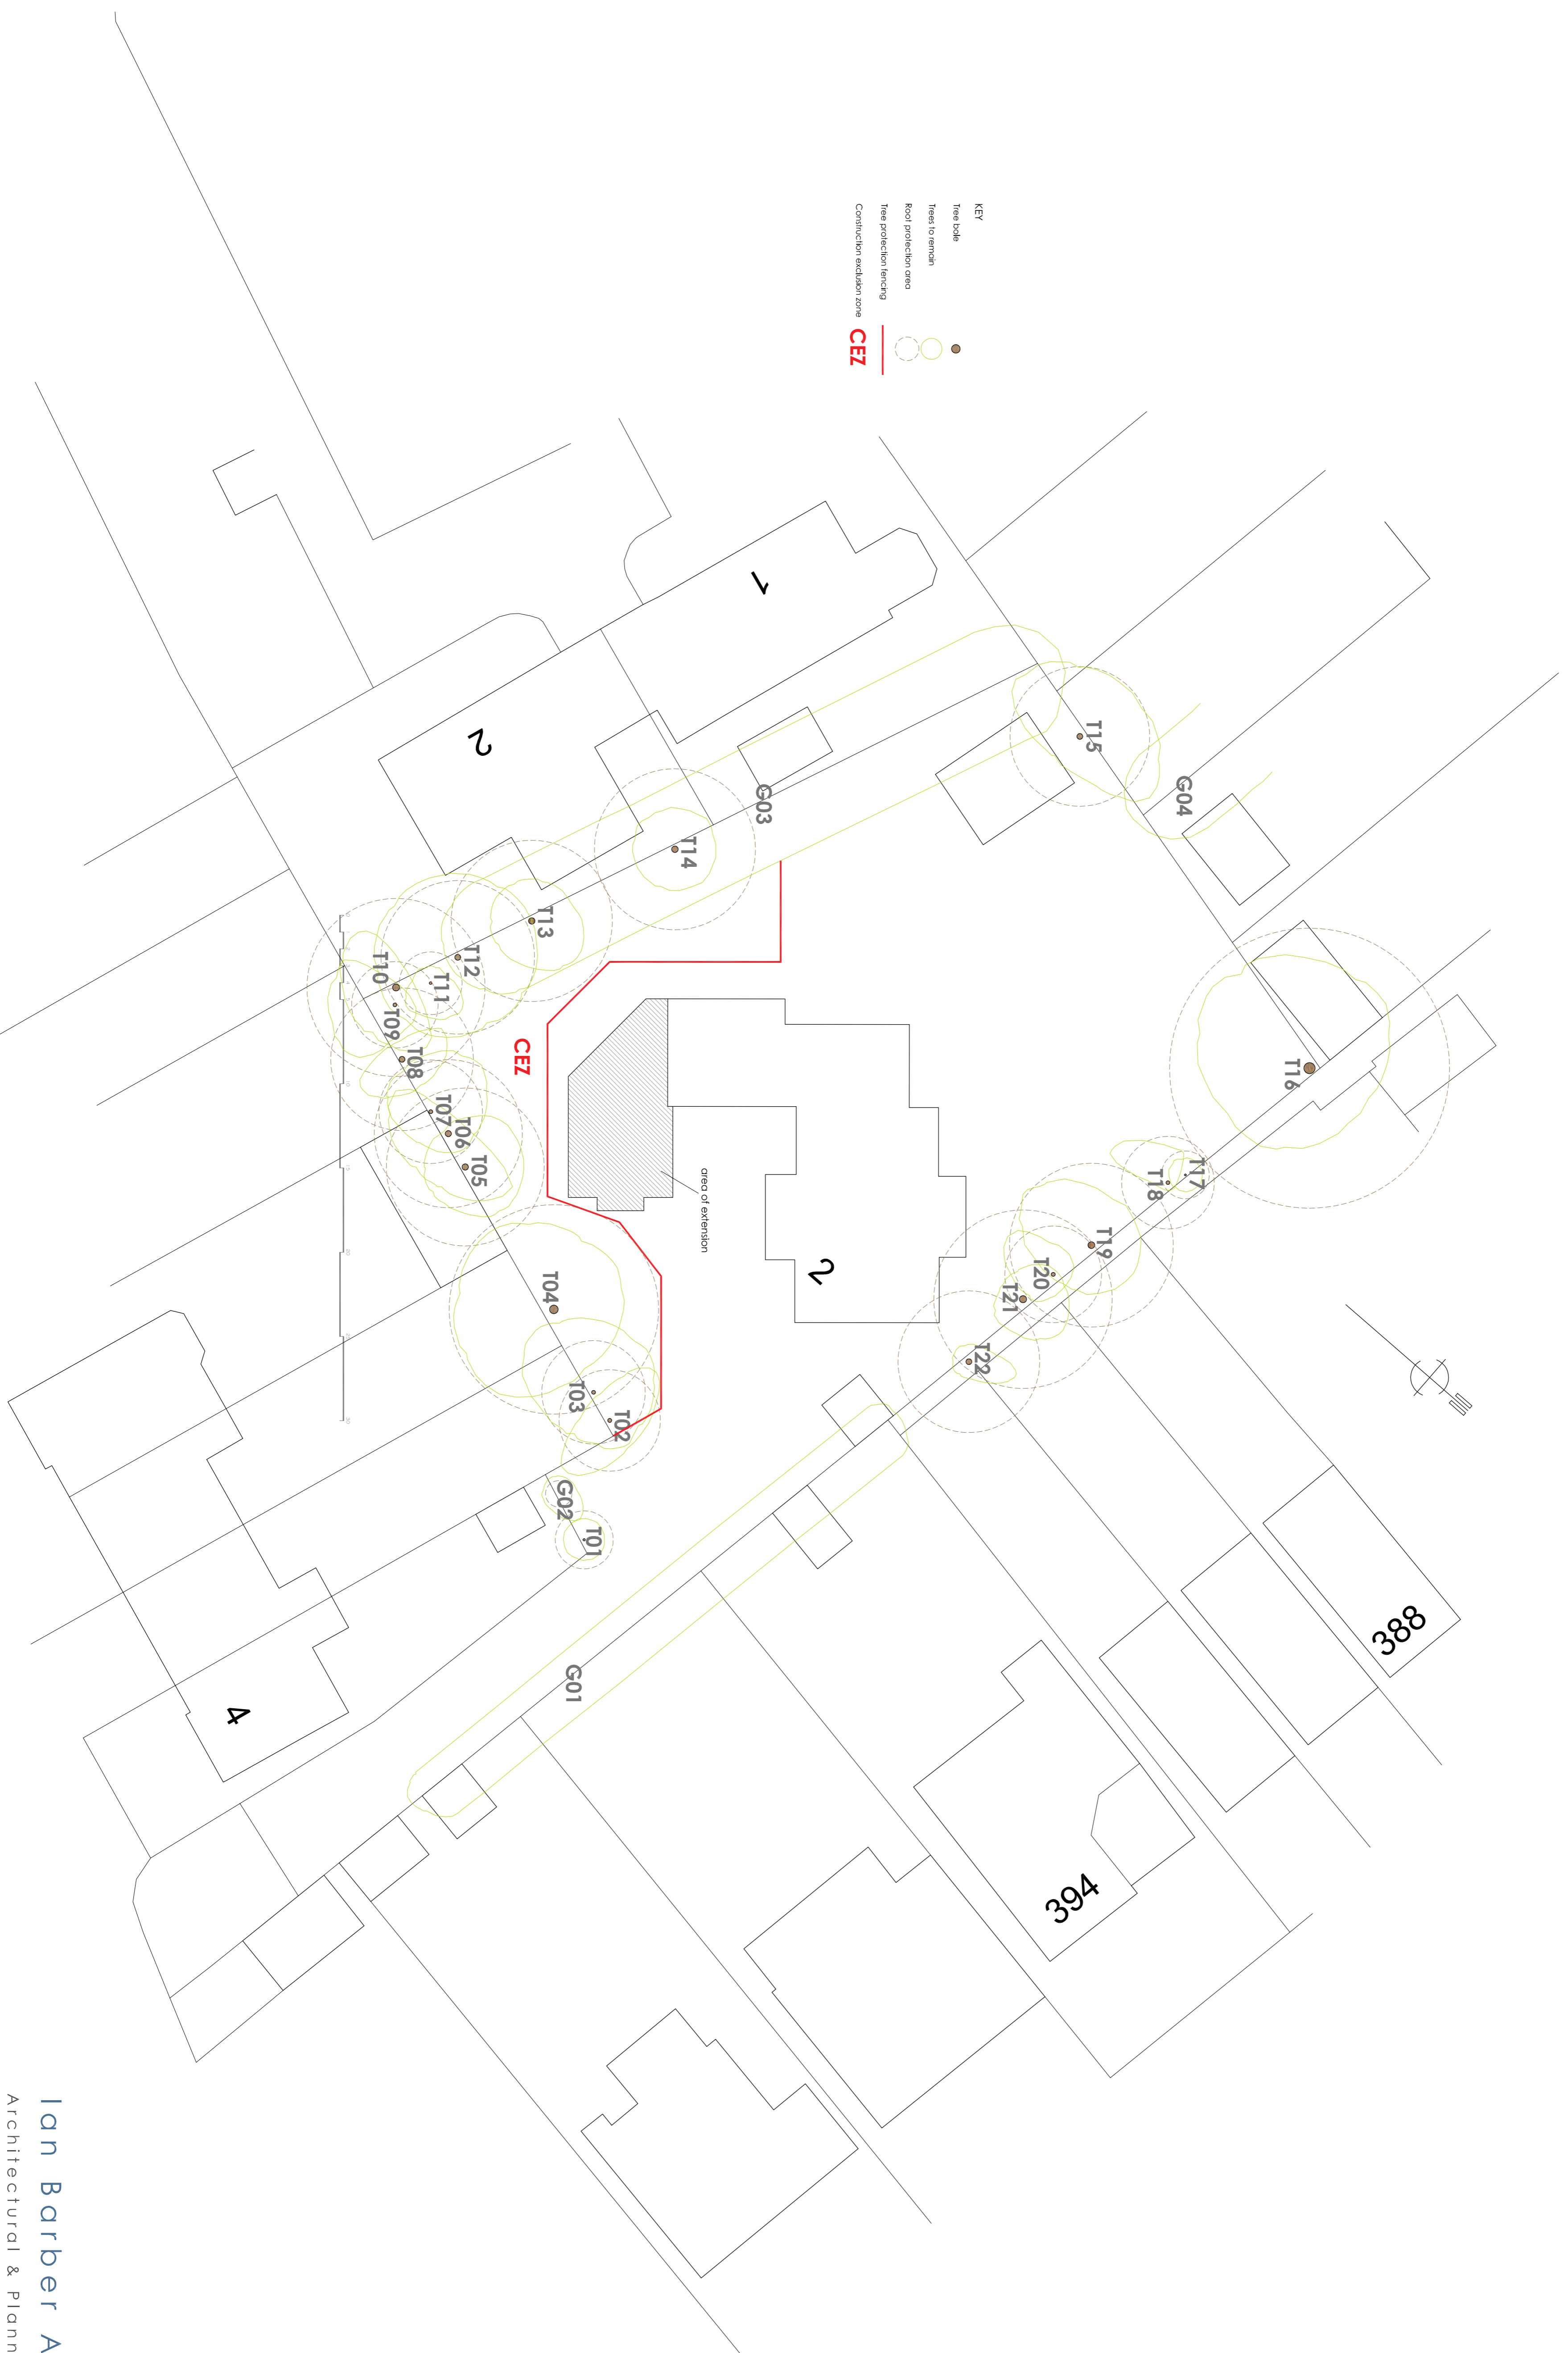 KEY
Tree bole
Trees to remain
Root protection area
Tree protection fencing
Construction exclusion zone CEZ
1
2
2
4
388
394
area of extension
CEZ
G01
G02
G03
G04
T01
T02
T03
T04
T05
T06
T07
T08
T09
T10
T11
T12
T13
T14
T15
T16
T17
T18
T19
T20
T21
T22
N
Ian Barber A
Architectural & Plann